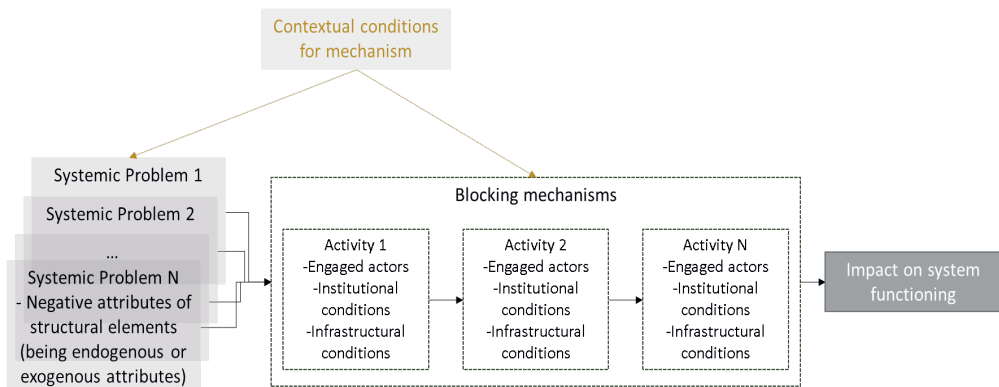 Contextual conditions
for mechanism
Systemic Problem 1
Systemic Problem 2
...
Systemic Problem N
- Negative attributes of
structural elements
(being endogenous or
exogenous attributes)
Blocking mechanisms
Activity 1
-Engaged actors
-Institutional
conditions
-Infrastructural
conditions
Activity 2
-Engaged actors
-Institutional
conditions
-Infrastructural
conditions
Activity N
-Engaged actors
-Institutional
conditions
-Infrastructural
conditions
Impact on system
functioning